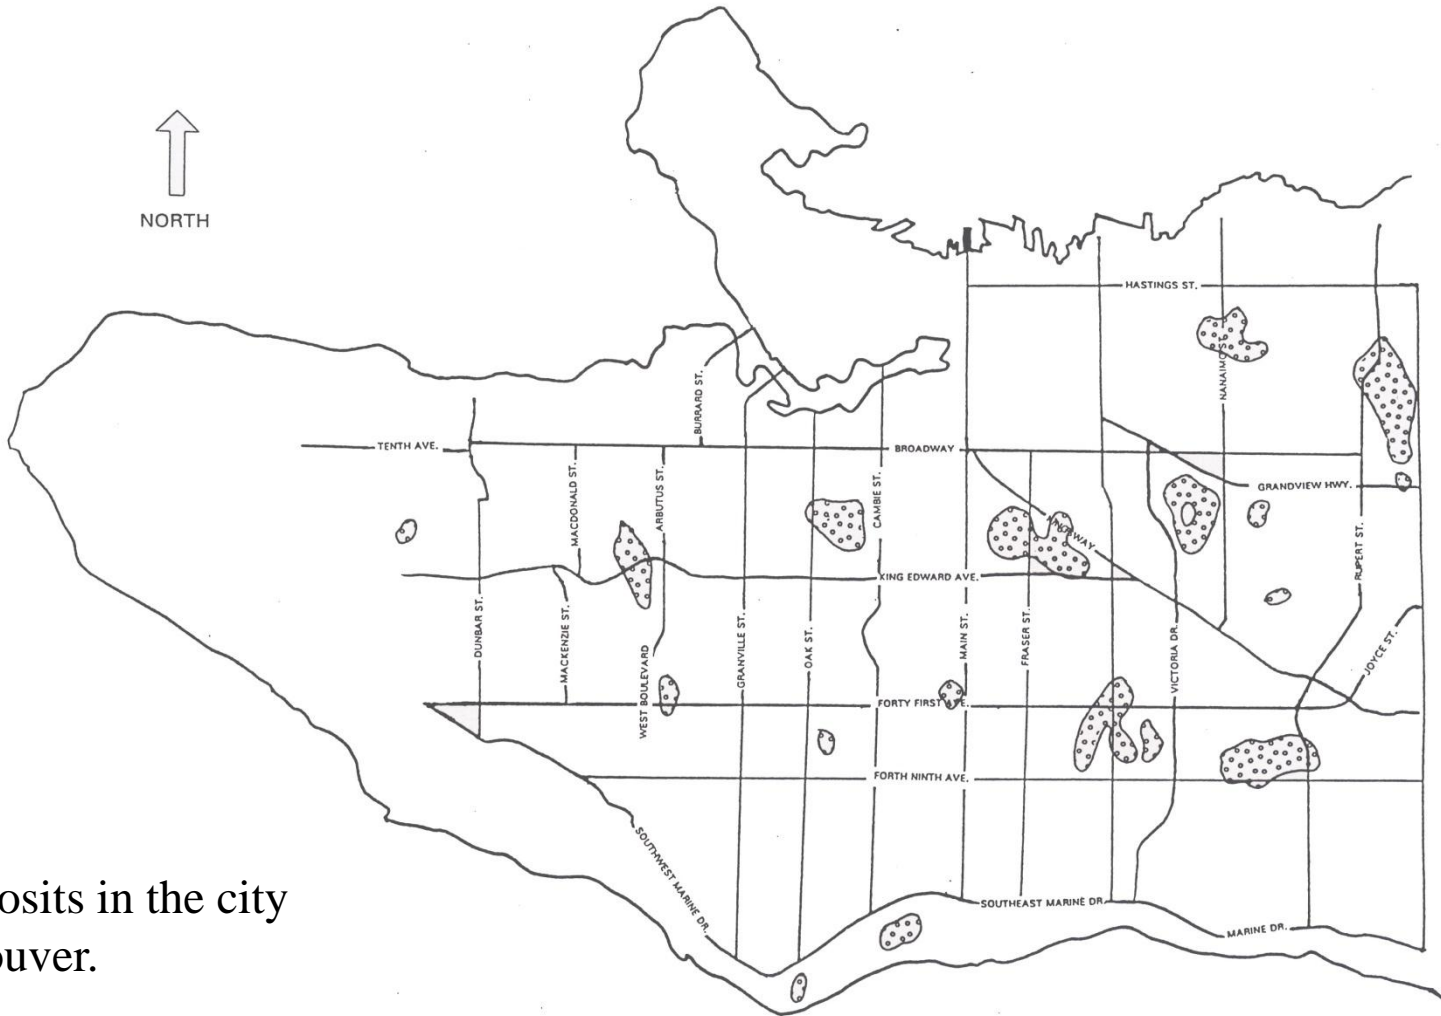 NORTH
HASTINGS ST.
NANAIMO ST.
BURRARD ST.
TENTH AVE.
BROADWAY
GRANDVIEW HWY.
MACDONALD ST.
ARBUTUS ST.
CAMBIE ST.
KINGSWAY
RUPPERT ST.
KING EDWARD AVE.
DUNBAR ST.
MACKENZIE ST.
WEST BOULEVARD
GRANVILLE ST.
OAK ST.
MAIN ST.
FRASER ST.
VICTORIA DR.
JOYCE ST.
FORTY FIRST AVE.
FORTH NINTH AVE.
SOUTHWEST MARINE DR.
SOUTHEAST MARINE DR.
MARINE DR.
osits in the city
ouver.